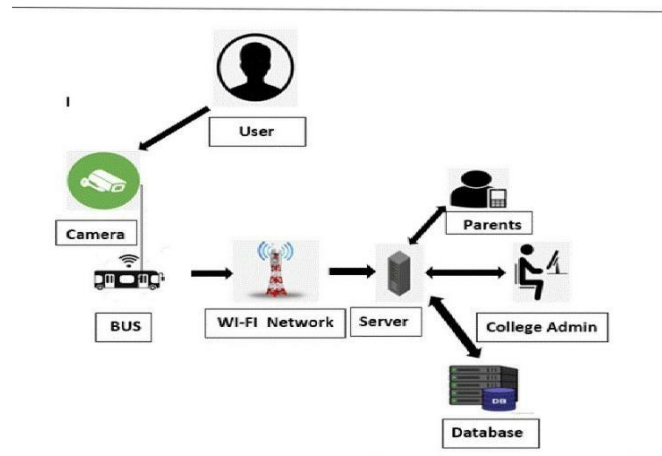 I
User
Camera
Parents
BUS
WI-FI Network
Server
College Admin
DB
Database